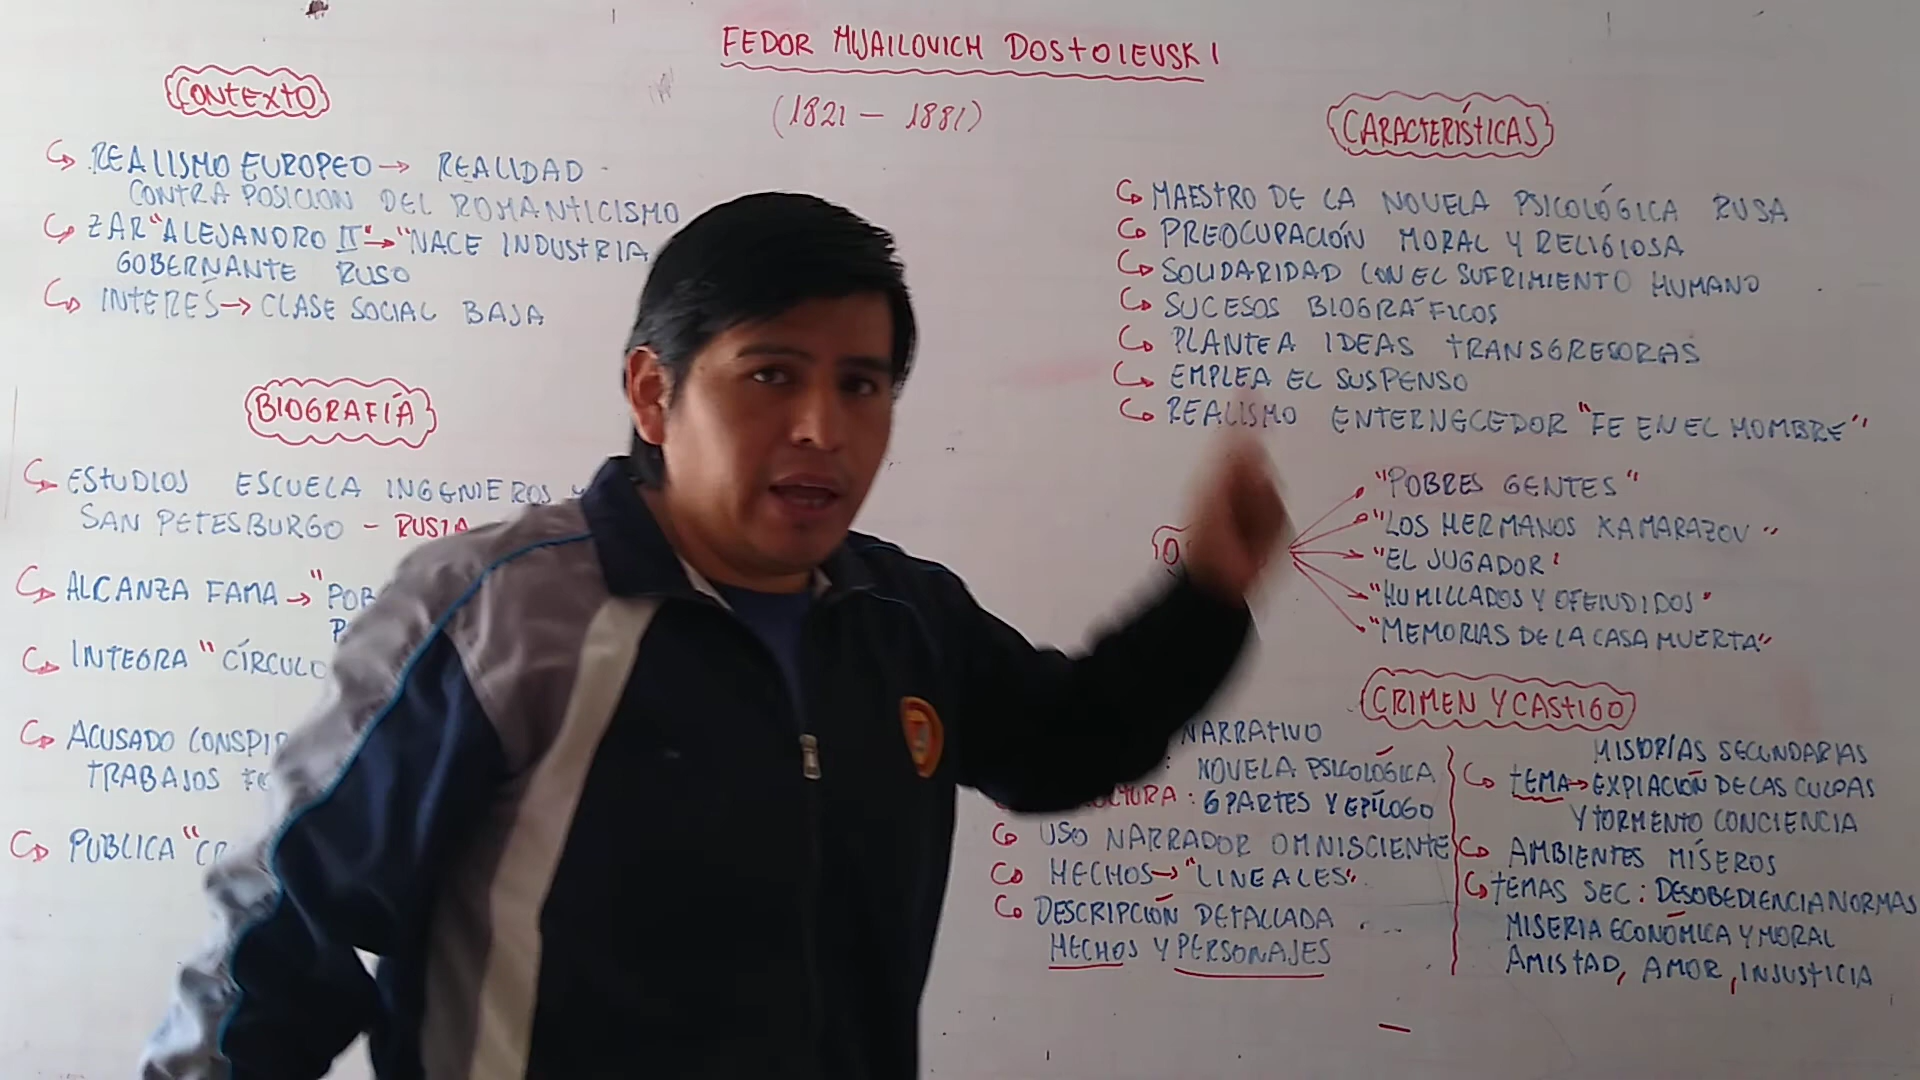 FEDOR MIJAILOVICH DOSTOIEVSKI
(1821 - 1881)
CONTEXTO
REALISMO EUROPEO → REALIDAD
CONTRA POSICION DEL ROMANTICISMO
ZAR "ALEJANDRO II" → "NACE INDUSTRIA
GOBERNANTE RUSO
INTERÉS → CLASE SOCIAL BAJA
BIOGRAFÍA
ESTUDIOS ESCUELA INGENIEROS
SAN PETESBURGO - RUSIA
ALCANZA FAMA → "POB
INTEGRA "CÍRCULO
ACUSADO CONSPI
TRABAJOS
PUBLICA "CR
CARACTERÍSTICAS
MAESTRO DE LA NOVELA PSICOLÓGICA RUSA
PREOCUPACIÓN MORAL Y RELIGIOSA
SOLIDARIDAD CON EL SUFRIMIENTO HUMANO
SUCESOS BIOGRÁFICOS
PLANTEA IDEAS TRANSGRESORAS
EMPLEA EL SUSPENSO
REALISMO ENTERNECEDOR "FE EN EL HOMBRE"
"POBRES GENTES"
"LOS HERMANOS KAMARAZOV"
"EL JUGADOR"
"HUMILLADOS Y OFENDIDOS"
"MEMORIAS DE LA CASA MUERTA"
CRIMEN Y CASTIGO
NARRATIVO
: NOVELA PSICOLÓGICA
CTURA : 6 PARTES Y EPÍLOGO
USO NARRADOR OMNISCIENTE
HECHOS → "LINEALES"
DESCRIPCIÓN DETALLADA
HECHOS Y PERSONAJES
HISTORIAS SECUNDARIAS
TEMA → EXPIACIÓN DE LAS CULPAS
Y TORMENTO CONCIENCIA
AMBIENTES MÍSEROS
TEMAS SEC : DESOBEDIENCIA NORMAS
MISERIA ECONÓMICA Y MORAL
AMISTAD, AMOR, INJUSTICIA